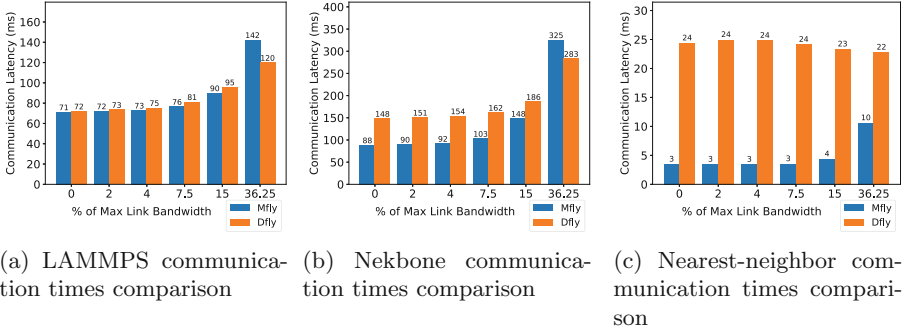 Communication Latency (ms)
160
140
120
100
80
60
40
20
0
71 72 72 73 73 75 76 81 90 95 142 120
0 2 4 7.5 15 36.25
% of Max Link Bandwidth
Mfly
Dfly
(a) LAMMPS communica-
tion times comparison
Communication Latency (ms)
400
350
300
250
200
150
100
50
0
88 148 90 151 92 154 103 162 148 186 325 283
0 2 4 7.5 15 36.25
% of Max Link Bandwidth
Mfly
Dfly
(b) Nekbone communica-
tion times comparison
Communication Latency (ms)
30
25
20
15
10
5
0
3 24 3 24 3 24 3 24 4 23 10 22
0 2 4 7.5 15 36.25
% of Max Link Bandwidth
Mfly
Dfly
(c) Nearest-neighbor com-
munication times compari-
son